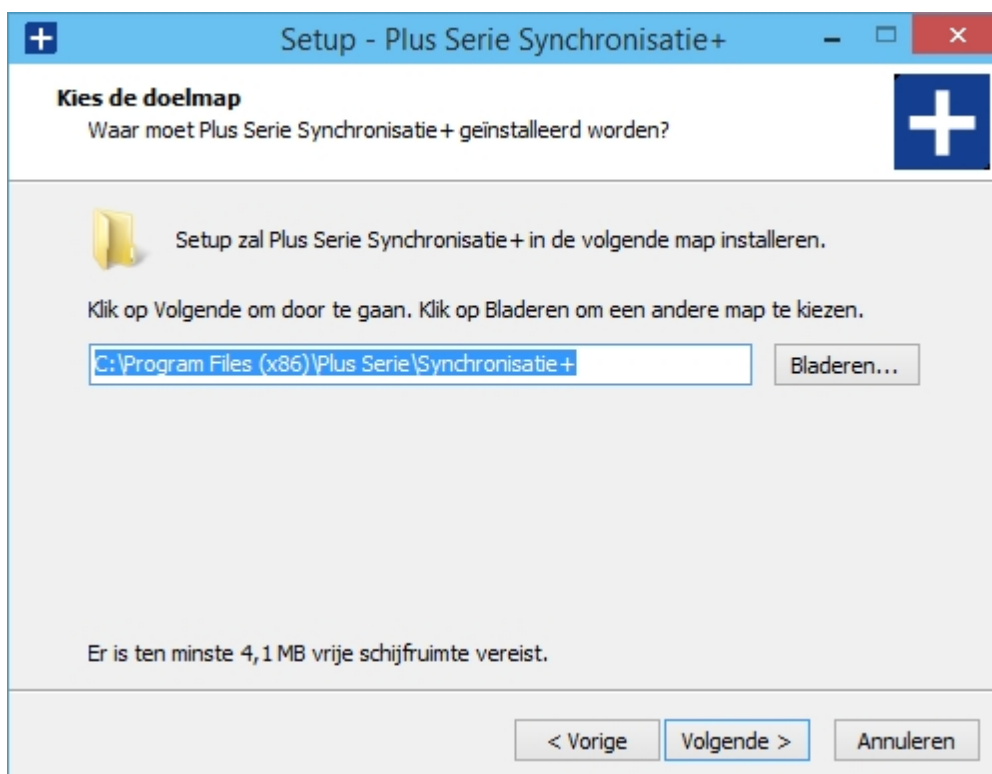 Setup - Plus Serie Synchronisatie+
Kies de doelmap
Waar moet Plus Serie Synchronisatie+ geïnstalleerd worden?
Setup zal Plus Serie Synchronisatie+ in de volgende map installeren.
Klik op Volgende om door te gaan. Klik op Bladeren om een andere map te kiezen.
C:\Program Files (x86)\Plus Serie\Synchronisatie+
Bladeren...
Er is ten minste 4,1 MB vrije schijfruimte vereist.
< Vorige
Volgende >
Annuleren